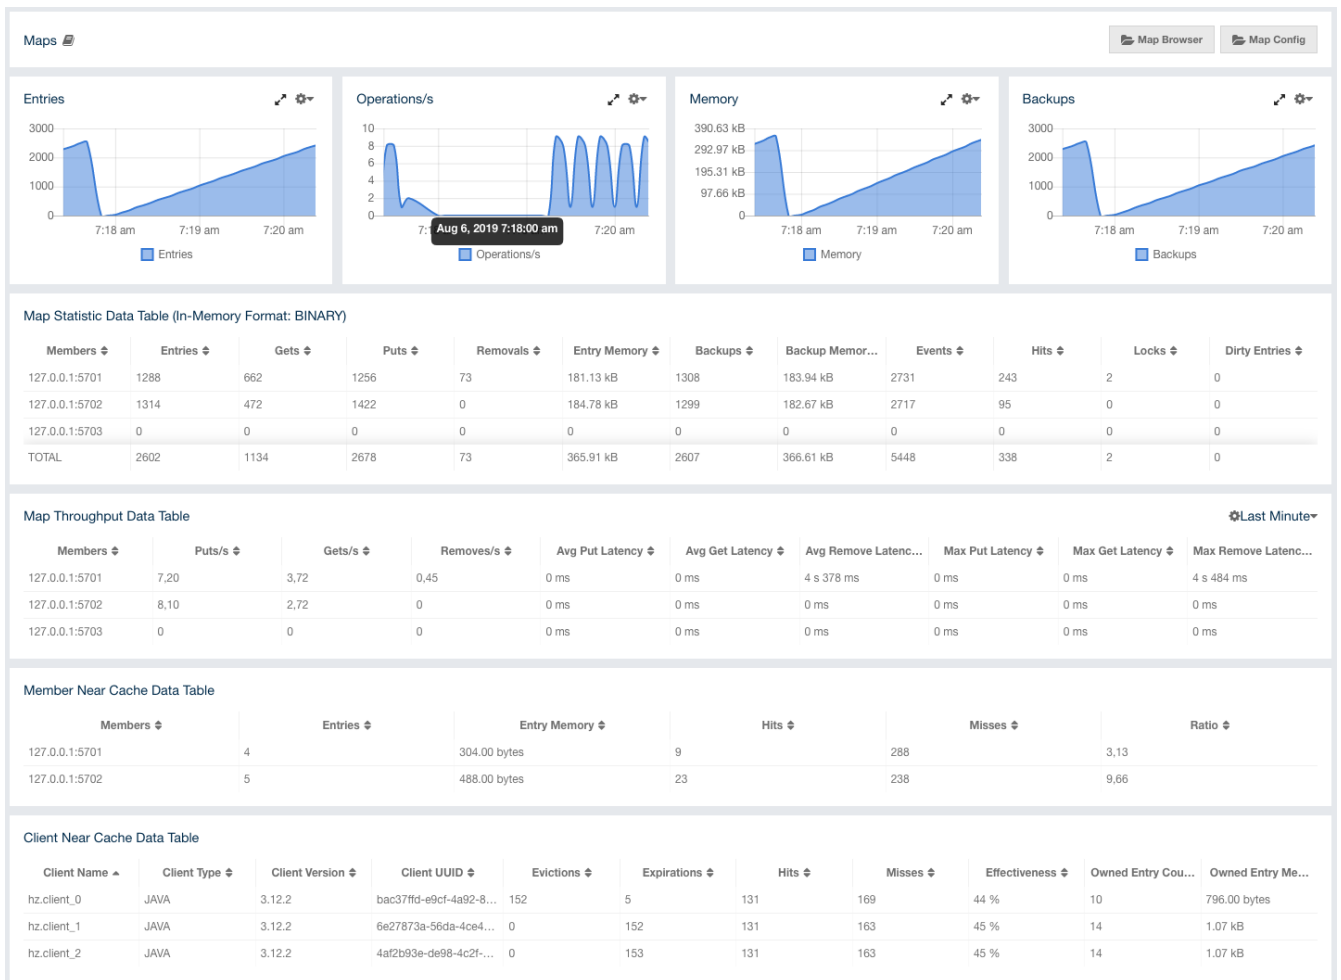 Maps Map Browser Map Config
Entries Operations/s Memory Backups
3000 10 390.63 kB 3000
8 292.97 kB
2000 6 195.31 kB 2000
1000 4 97.66 kB 1000
2
0 0 0 0
7:18 am 7:19 am 7:20 am 7:1 Aug 6, 2019 7:18:00 am 7:20 am 7:18 am 7:19 am 7:20 am 7:18 am 7:19 am 7:20 am
Entries Operations/s Memory Backups
Map Statistic Data Table (In-Memory Format: BINARY)
Members Entries Gets Puts Removals Entry Memory Backups Backup Memor... Events Hits Locks Dirty Entries
127.0.0.1:5701 1288 662 1256 73 181.13 kB 1308 183.94 kB 2731 243 2 0
127.0.0.1:5702 1314 472 1422 0 184.78 kB 1299 182.67 kB 2717 95 0 0
127.0.0.1:5703 0 0 0 0 0 0 0 0 0 0 0
TOTAL 2602 1134 2678 73 365.91 kB 2607 366.61 kB 5448 338 2 0
Map Throughput Data Table Last Minute
Members Puts/s Gets/s Removes/s Avg Put Latency Avg Get Latency Avg Remove Latenc... Max Put Latency Max Get Latency Max Remove Latenc...
127.0.0.1:5701 7,20 3,72 0,45 0 ms 0 ms 4 s 378 ms 0 ms 0 ms 4 s 484 ms
127.0.0.1:5702 8,10 2,72 0 0 ms 0 ms 0 ms 0 ms 0 ms 0 ms
127.0.0.1:5703 0 0 0 0 ms 0 ms 0 ms 0 ms 0 ms 0 ms
Member Near Cache Data Table
Members Entries Entry Memory Hits Misses Ratio
127.0.0.1:5701 4 304.00 bytes 9 288 3,13
127.0.0.1:5702 5 488.00 bytes 23 238 9,66
Client Near Cache Data Table
Client Name Client Type Client Version Client UUID Evictions Expirations Hits Misses Effectiveness Owned Entry Cou... Owned Entry Me...
hz.client_0 JAVA 3.12.2 bac37ffd-e9cf-4a92-8... 152 5 131 169 44 % 10 796.00 bytes
hz.client_1 JAVA 3.12.2 6e27873a-56da-4ce4... 0 152 131 163 45 % 14 1.07 kB
hz.client_2 JAVA 3.12.2 4af2b93e-de98-4c2f-... 0 153 131 163 45 % 14 1.07 kB